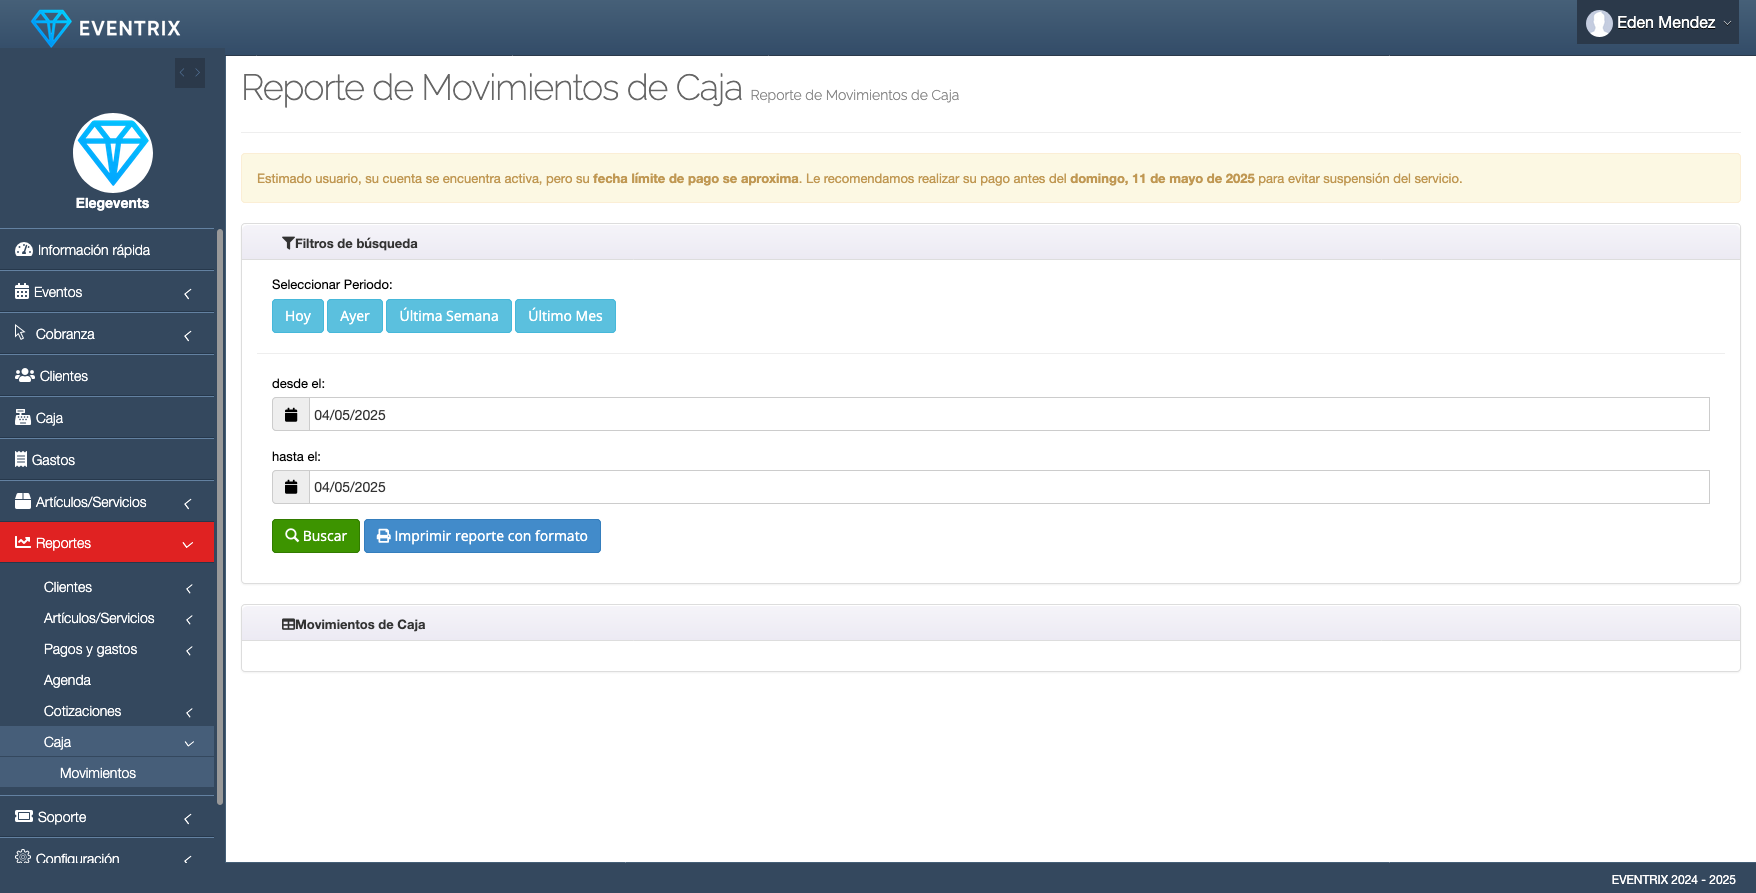 EVENTRIX
Eden Mendez
Elegevents
Información rápida
Eventos
Cobranza
Clientes
Caja
Gastos
Artículos/Servicios
Reportes
Clientes
Artículos/Servicios
Pagos y gastos
Agenda
Cotizaciones
Caja
Movimientos
Soporte
Configuración
Reporte de Movimientos de Caja Reporte de Movimientos de Caja
Estimado usuario, su cuenta se encuentra activa, pero su fecha límite de pago se aproxima. Le recomendamos realizar su pago antes del domingo, 11 de mayo de 2025 para evitar suspensión del servicio.
Filtros de búsqueda
Seleccionar Periodo:
Hoy Ayer Última Semana Último Mes
desde el:
04/05/2025
hasta el:
04/05/2025
Buscar Imprimir reporte con formato
Movimientos de Caja
EVENTRIX 2024 - 2025